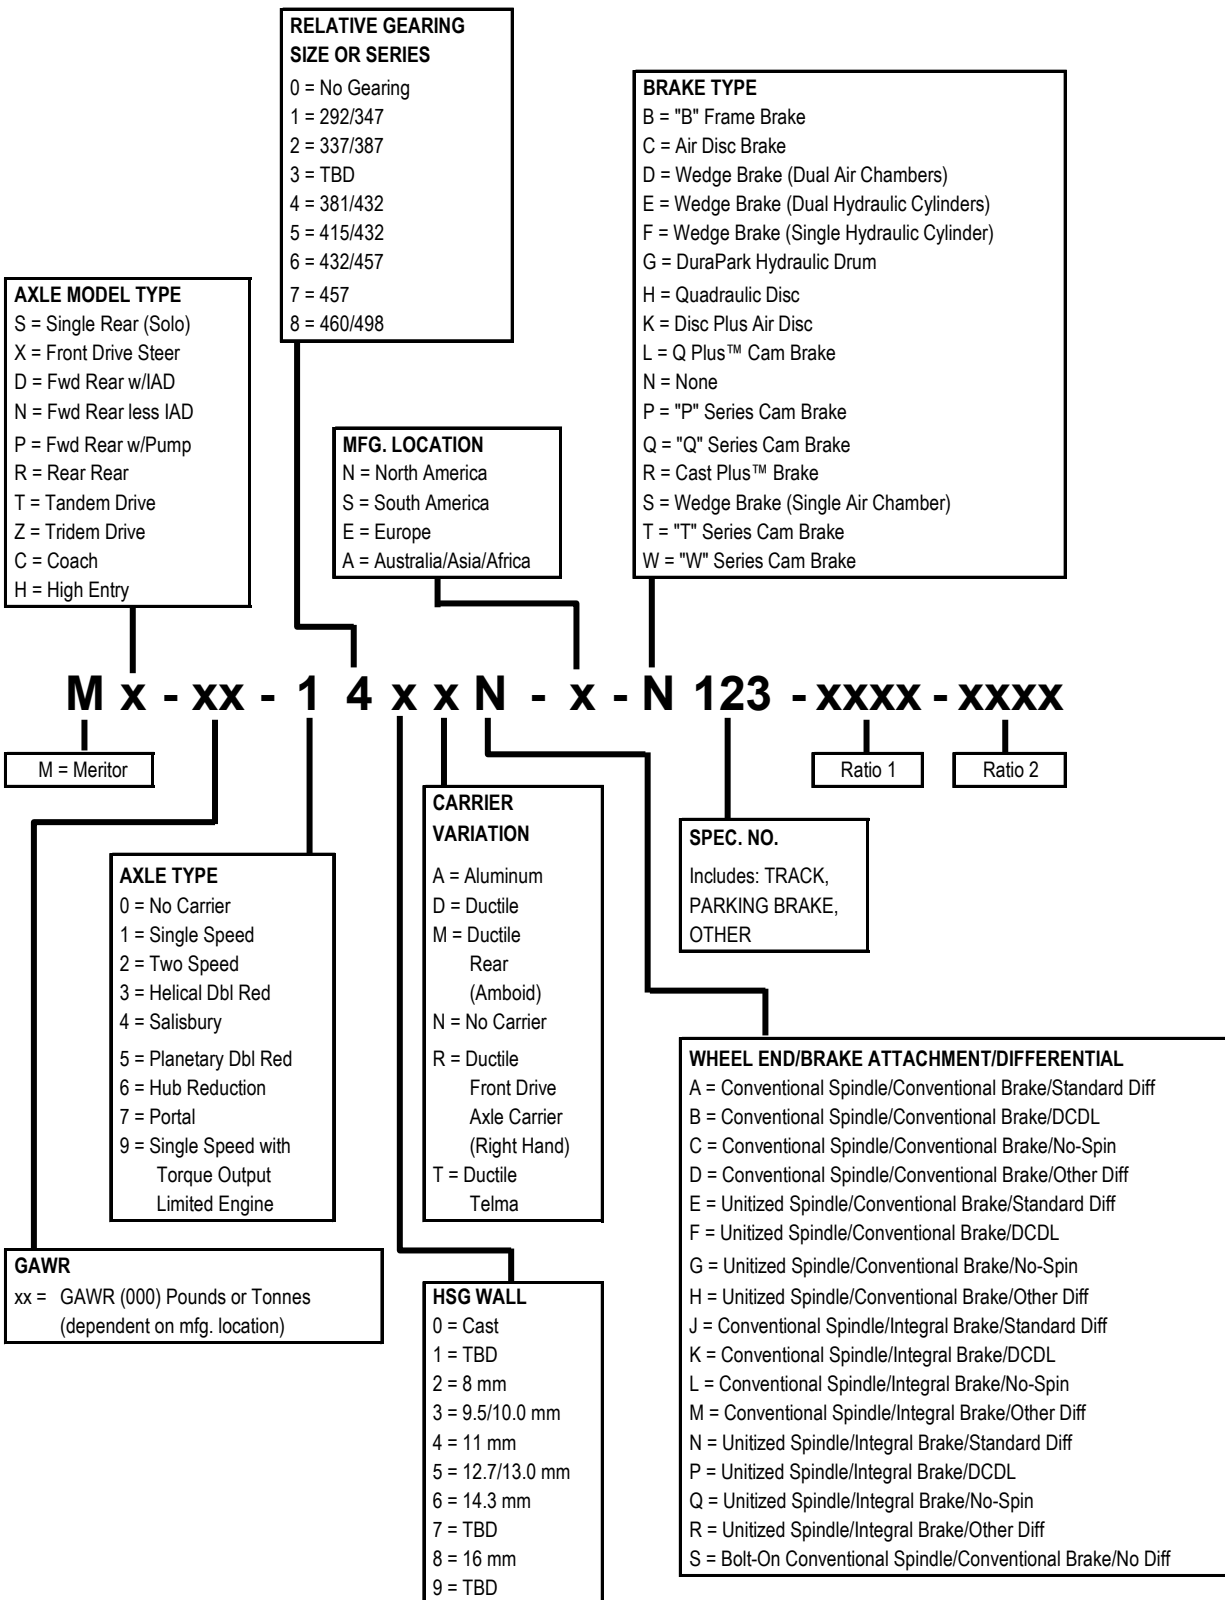 RELATIVE GEARING
SIZE OR SERIES
0 = No Gearing
1 = 292/347
2 = 337/387
3 = TBD
4 = 381/432
5 = 415/432
6 = 432/457
7 = 457
8 = 460/498
BRAKE TYPE
B = "B" Frame Brake
C = Air Disc Brake
D = Wedge Brake (Dual Air Chambers)
E = Wedge Brake (Dual Hydraulic Cylinders)
F = Wedge Brake (Single Hydraulic Cylinder)
G = DuraPark Hydraulic Drum
H = Quadraulic Disc
K = Disc Plus Air Disc
L = Q Plus™ Cam Brake
N = None
P = "P" Series Cam Brake
Q = "Q" Series Cam Brake
R = Cast Plus™ Brake
S = Wedge Brake (Single Air Chamber)
T = "T" Series Cam Brake
W = "W" Series Cam Brake
AXLE MODEL TYPE
S = Single Rear (Solo)
X = Front Drive Steer
D = Fwd Rear w/IAD
N = Fwd Rear less IAD
P = Fwd Rear w/Pump
R = Rear Rear
T = Tandem Drive
Z = Tridem Drive
C = Coach
H = High Entry
MFG. LOCATION
N = North America
S = South America
E = Europe
A = Australia/Asia/Africa
M x - xx - 1 4 x x N - x - N 123 - xxxx - xxxx
M = Meritor
Ratio 1
Ratio 2
CARRIER
VARIATION
A = Aluminum
D = Ductile
M = Ductile
Rear
(Amboid)
N = No Carrier
R = Ductile
Front Drive
Axle Carrier
(Right Hand)
T = Ductile
Telma
SPEC. NO.
Includes: TRACK,
PARKING BRAKE,
OTHER
AXLE TYPE
0 = No Carrier
1 = Single Speed
2 = Two Speed
3 = Helical Dbl Red
4 = Salisbury
5 = Planetary Dbl Red
6 = Hub Reduction
7 = Portal
9 = Single Speed with
Torque Output
Limited Engine
WHEEL END/BRAKE ATTACHMENT/DIFFERENTIAL
A = Conventional Spindle/Conventional Brake/Standard Diff
B = Conventional Spindle/Conventional Brake/DCDL
C = Conventional Spindle/Conventional Brake/No-Spin
D = Conventional Spindle/Conventional Brake/Other Diff
E = Unitized Spindle/Conventional Brake/Standard Diff
F = Unitized Spindle/Conventional Brake/DCDL
G = Unitized Spindle/Conventional Brake/No-Spin
H = Unitized Spindle/Conventional Brake/Other Diff
J = Conventional Spindle/Integral Brake/Standard Diff
K = Conventional Spindle/Integral Brake/DCDL
L = Conventional Spindle/Integral Brake/No-Spin
M = Conventional Spindle/Integral Brake/Other Diff
N = Unitized Spindle/Integral Brake/Standard Diff
P = Unitized Spindle/Integral Brake/DCDL
Q = Unitized Spindle/Integral Brake/No-Spin
R = Unitized Spindle/Integral Brake/Other Diff
S = Bolt-On Conventional Spindle/Conventional Brake/No Diff
GAWR
xx = GAWR (000) Pounds or Tonnes
(dependent on mfg. location)
HSG WALL
0 = Cast
1 = TBD
2 = 8 mm
3 = 9.5/10.0 mm
4 = 11 mm
5 = 12.7/13.0 mm
6 = 14.3 mm
7 = TBD
8 = 16 mm
9 = TBD